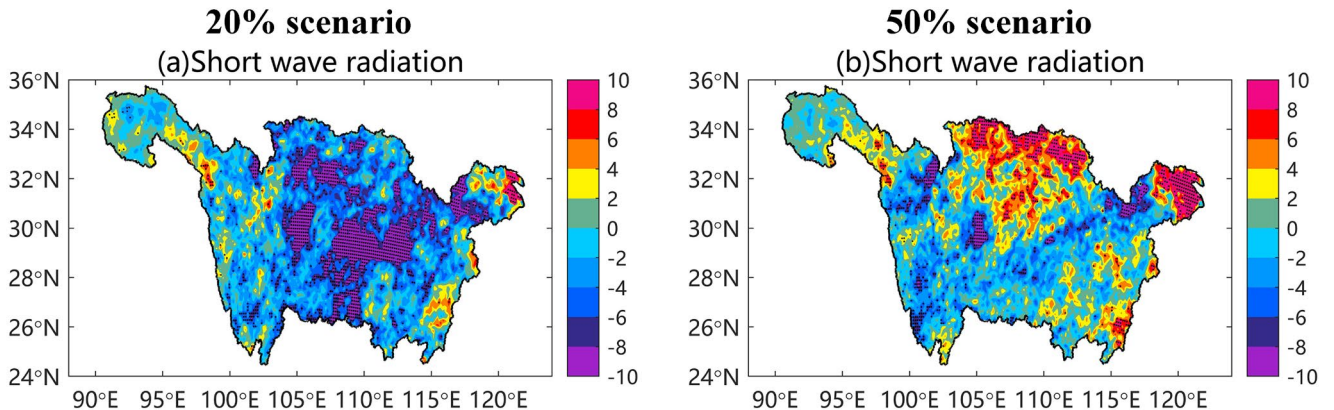 20% scenario
(a)Short wave radiation
36°N
34°N
32°N
30°N
28°N
26°N
24°N
90°E 95°E 100°E 105°E 110°E 115°E 120°E
10
8
6
4
2
0
-2
-4
-6
-8
-10
50% scenario
(b)Short wave radiation
36°N
34°N
32°N
30°N
28°N
26°N
24°N
90°E 95°E 100°E 105°E 110°E 115°E 120°E
10
8
6
4
2
0
-2
-4
-6
-8
-10